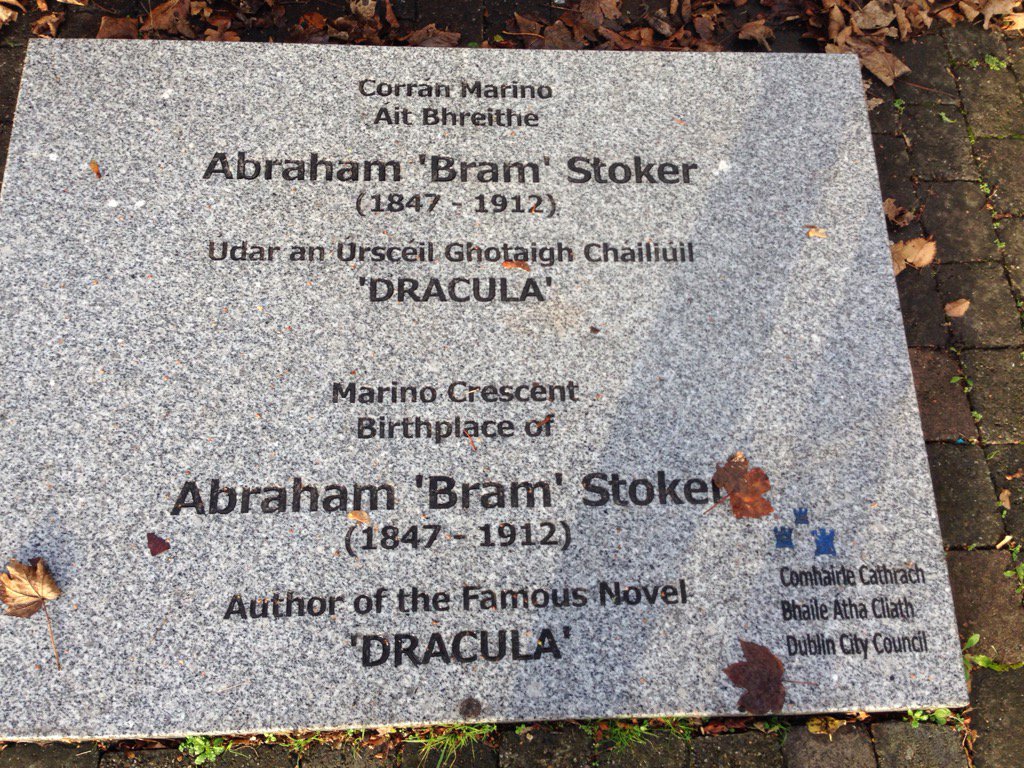 Corrán Marino
Ait Bhreithe
Abraham 'Bram' Stoker
(1847 - 1912)
Údar an Úrscéil Ghotaigh Cháiliúil
'DRACULA'
Marino Crescent
Birthplace of
Abraham 'Bram' Stoker
(1847 - 1912)
Author of the Famous Novel
'DRACULA'
Comhairle Cathrach
Bhaile Átha Cliath
Dublin City Council